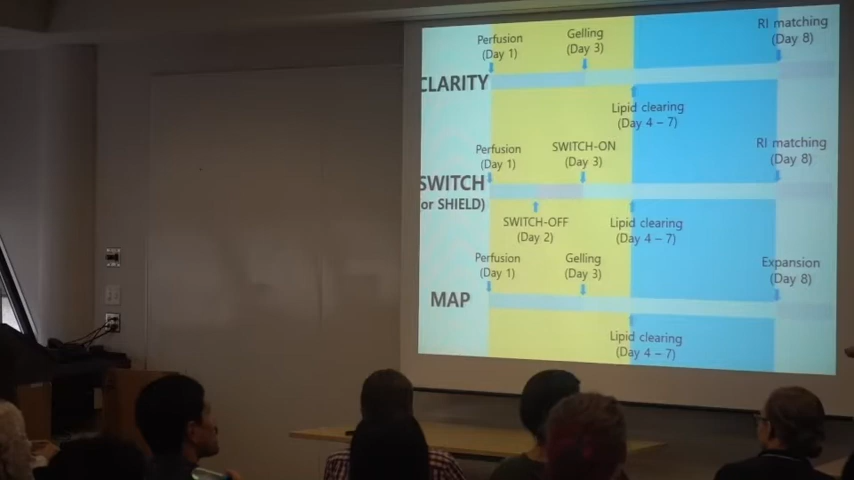 Perfusion
(Day 1)
Gelling
(Day 3)
RI matching
(Day 8)
CLARITY
Lipid clearing
(Day 4 – 7)
Perfusion
(Day 1)
SWITCH-ON
(Day 3)
RI matching
(Day 8)
SWITCH
or SHIELD)
SWITCH-OFF
(Day 2)
Lipid clearing
(Day 4 – 7)
Perfusion
(Day 1)
Gelling
(Day 3)
Expansion
(Day 8)
MAP
Lipid clearing
(Day 4 – 7)